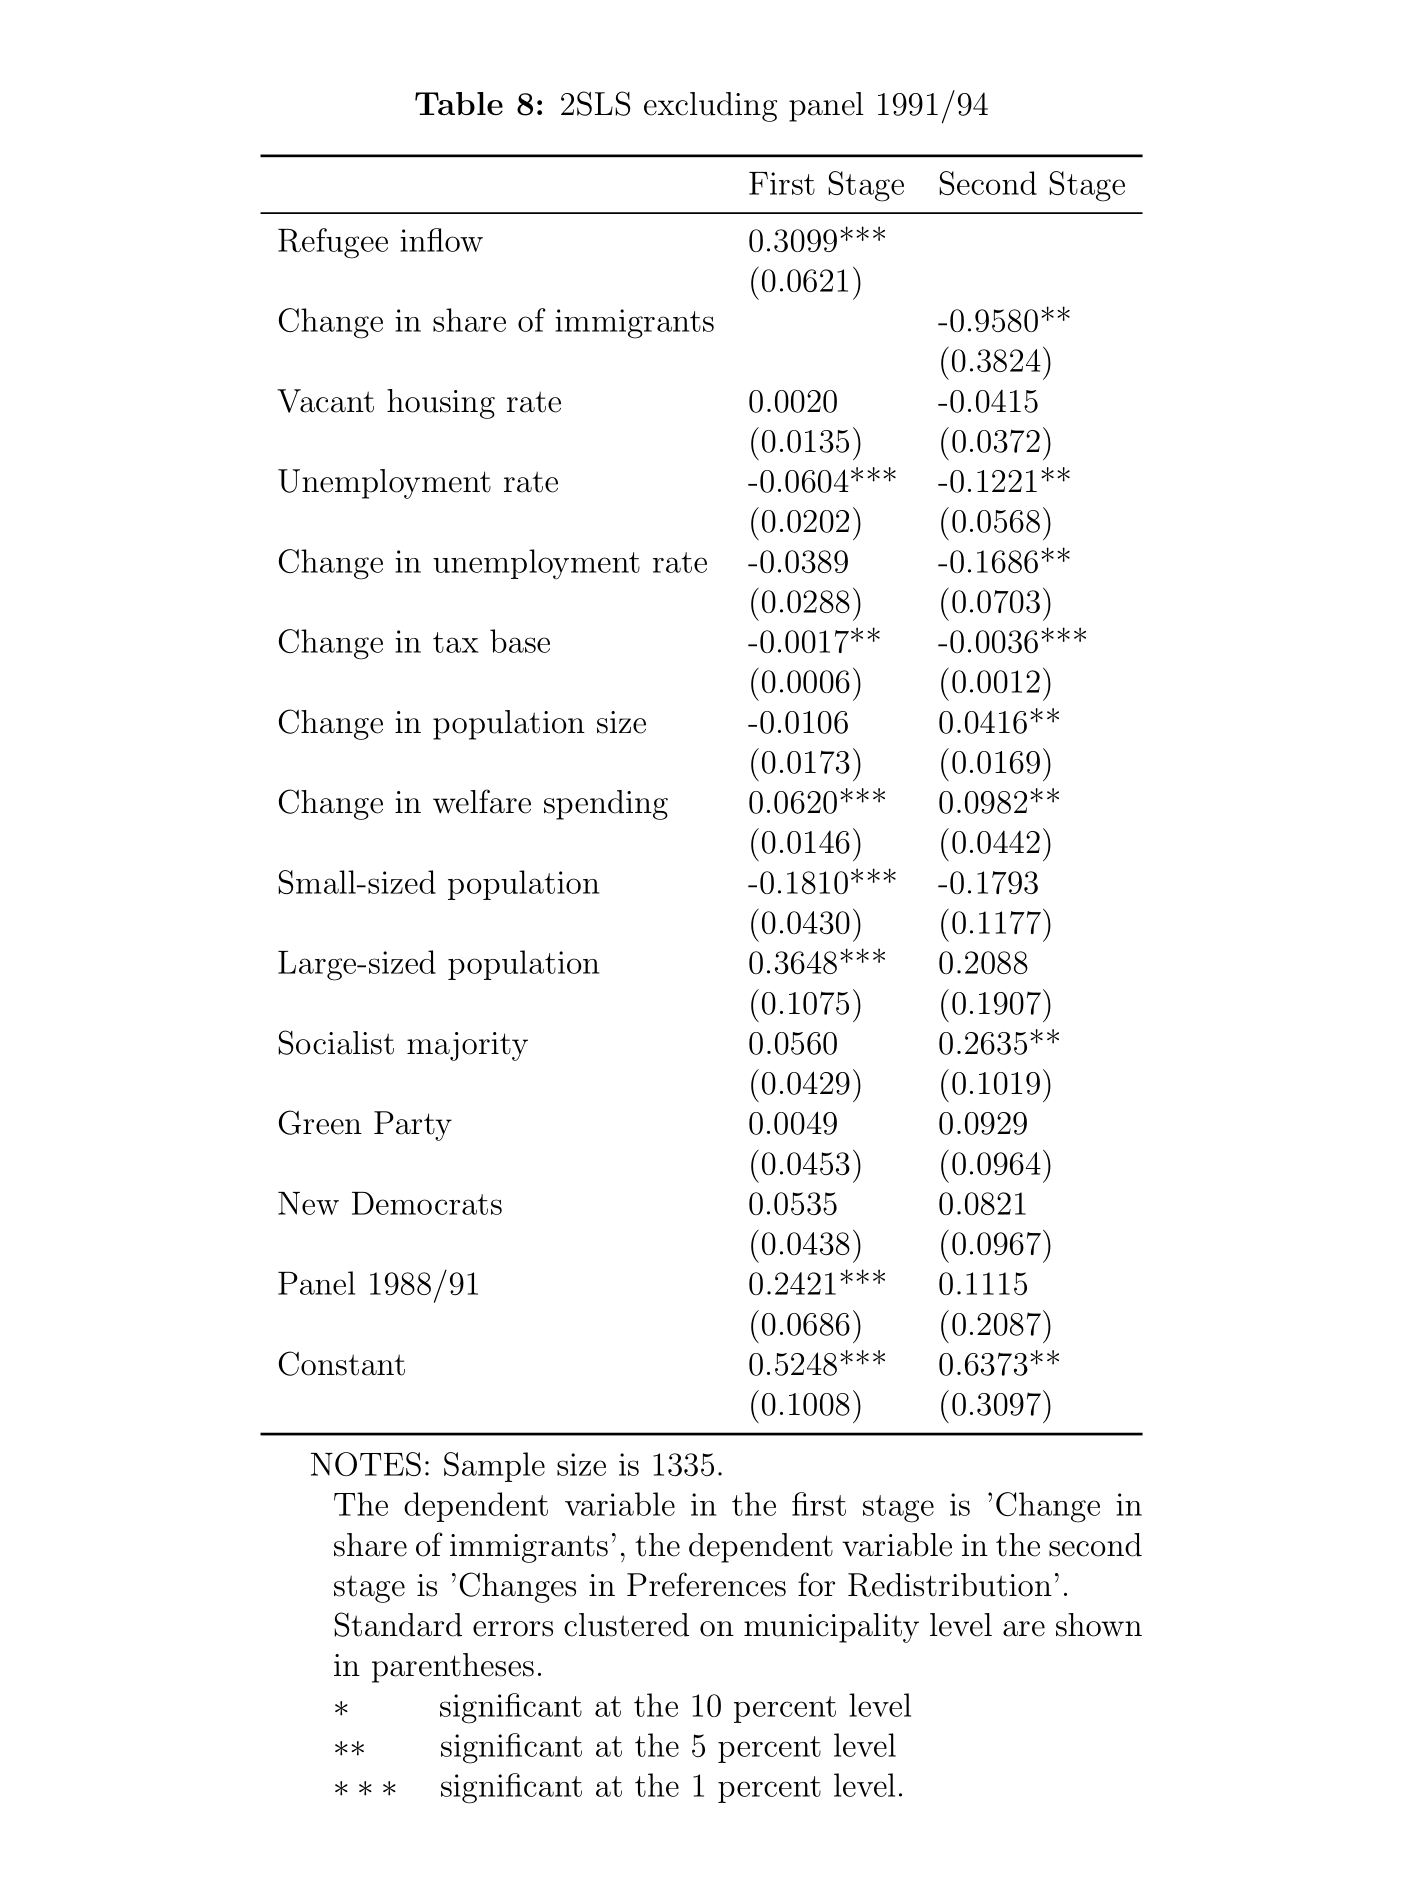 Table 8: 2SLS excluding panel 1991/94
First Stage Second Stage
Refugee inflow 0.3099***
(0.0621)
Change in share of immigrants -0.9580**
(0.3824)
Vacant housing rate 0.0020 -0.0415
(0.0135) (0.0372)
Unemployment rate -0.0604*** -0.1221**
(0.0202) (0.0568)
Change in unemployment rate -0.0389 -0.1686**
(0.0288) (0.0703)
Change in tax base -0.0017** -0.0036***
(0.0006) (0.0012)
Change in population size -0.0106 0.0416**
(0.0173) (0.0169)
Change in welfare spending 0.0620*** 0.0982**
(0.0146) (0.0442)
Small-sized population -0.1810*** -0.1793
(0.0430) (0.1177)
Large-sized population 0.3648*** 0.2088
(0.1075) (0.1907)
Socialist majority 0.0560 0.2635**
(0.0429) (0.1019)
Green Party 0.0049 0.0929
(0.0453) (0.0964)
New Democrats 0.0535 0.0821
(0.0438) (0.0967)
Panel 1988/91 0.2421*** 0.1115
(0.0686) (0.2087)
Constant 0.5248*** 0.6373**
(0.1008) (0.3097)
NOTES: Sample size is 1335.
The dependent variable in the first stage is ’Change in
share of immigrants’, the dependent variable in the second
stage is ’Changes in Preferences for Redistribution’.
Standard errors clustered on municipality level are shown
in parentheses.
∗ significant at the 10 percent level
∗∗ significant at the 5 percent level
∗ ∗ ∗ significant at the 1 percent level.